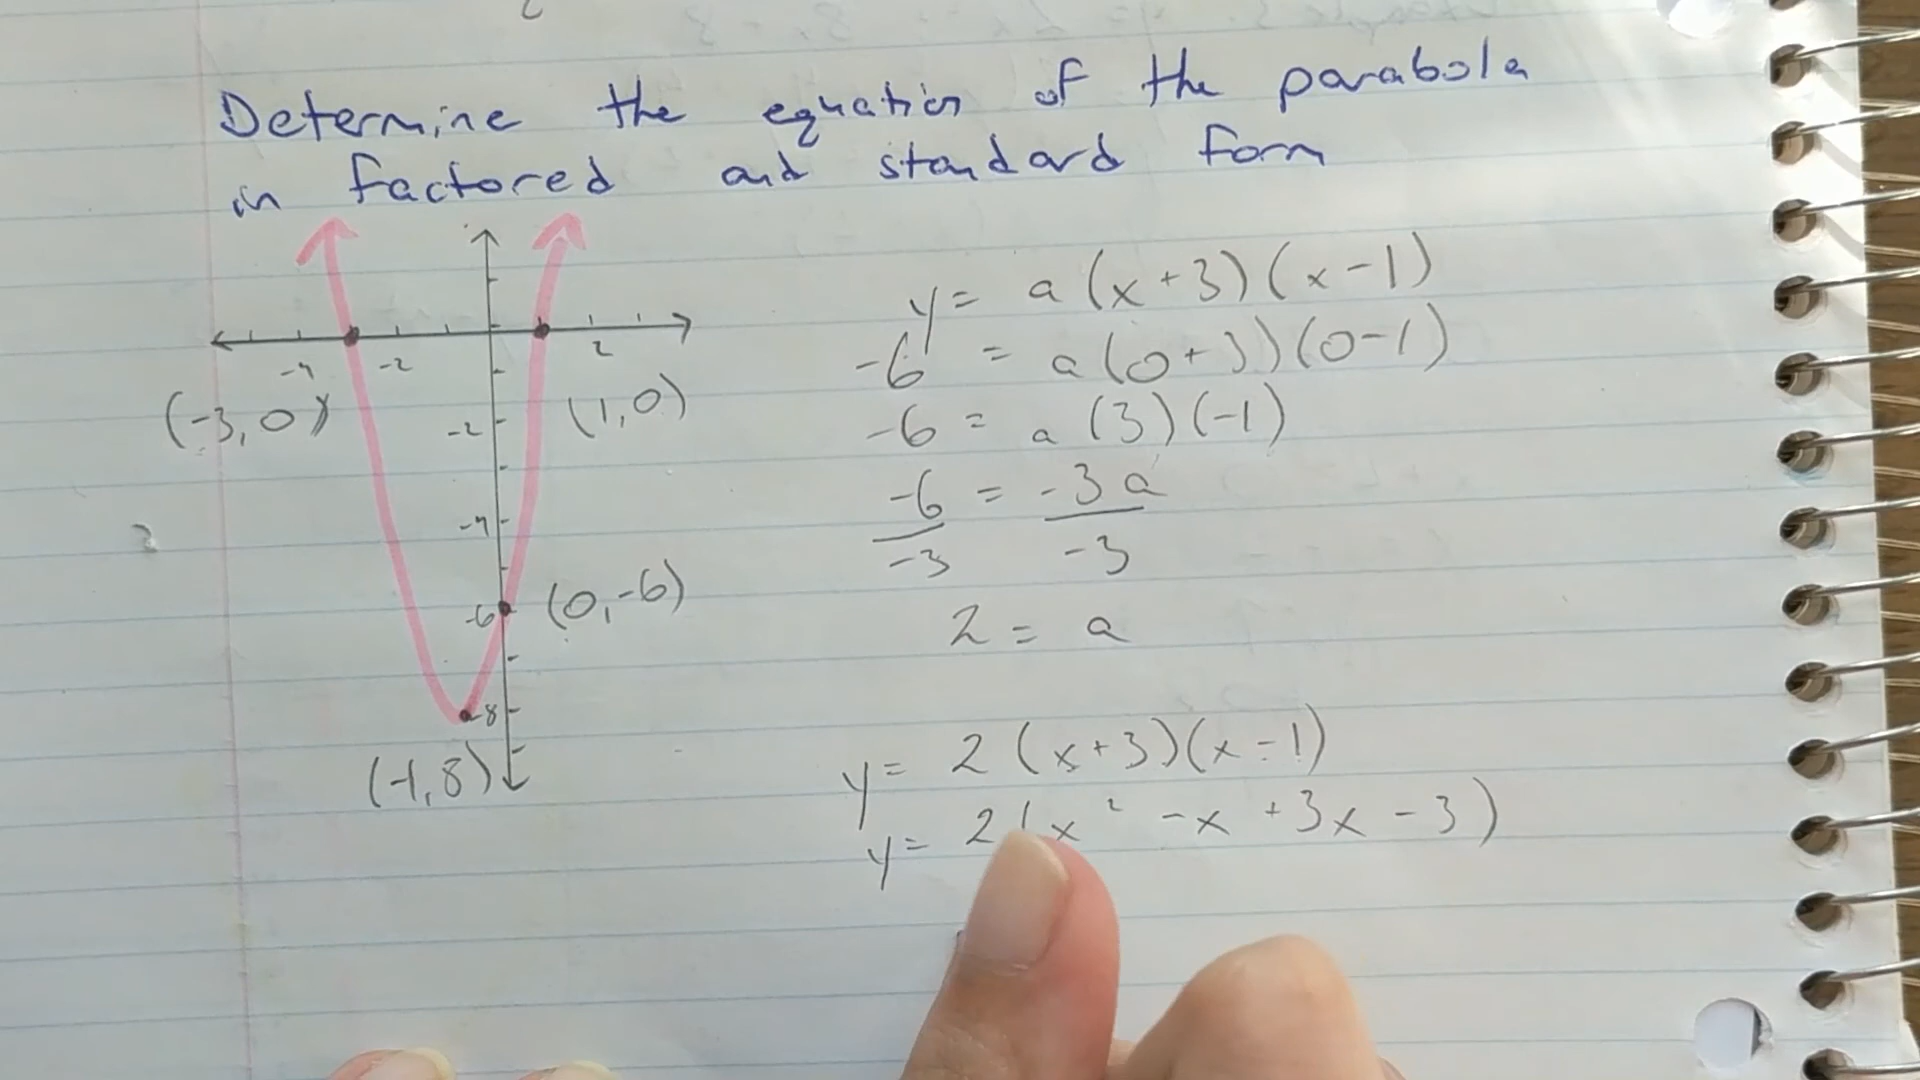 Determine the equation of the parabola
in factored and standard form
-4 -2 2
(-3,0) (1,0)
-2
-4
-6 (0,-6)
-8
(-1,8)
y = a(x+3)(x-1)
-6 = a(0+3)(0-1)
-6 = a(3)(-1)
-6 = -3a
-3 -3
2 = a
y = 2(x+3)(x-1)
y = 2(x² -x +3x -3)